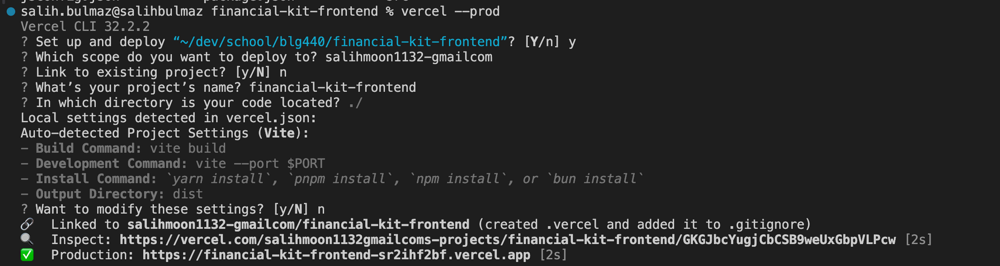 salih.bulmaz@salihbulmaz financial-kit-frontend % vercel --prod
Vercel CLI 32.2.2
? Set up and deploy “~/dev/school/blg440/financial-kit-frontend”? [Y/n] y
? Which scope do you want to deploy to? salihmoon1132-gmailcom
? Link to existing project? [y/N] n
? What’s your project’s name? financial-kit-frontend
? In which directory is your code located? ./
Local settings detected in vercel.json:
Auto-detected Project Settings (Vite):
- Build Command: vite build
- Development Command: vite --port $PORT
- Install Command: `yarn install`, `pnpm install`, `npm install`, or `bun install`
- Output Directory: dist
? Want to modify these settings? [y/N] n
Linked to salihmoon1132-gmailcom/financial-kit-frontend (created .vercel and added it to .gitignore)
Inspect: https://vercel.com/salihmoon1132gmailcoms-projects/financial-kit-frontend/GKGJbcYugjCbCSB9weUxGbpVLPcw [2s]
Production: https://financial-kit-frontend-sr2ihf2bf.vercel.app [2s]